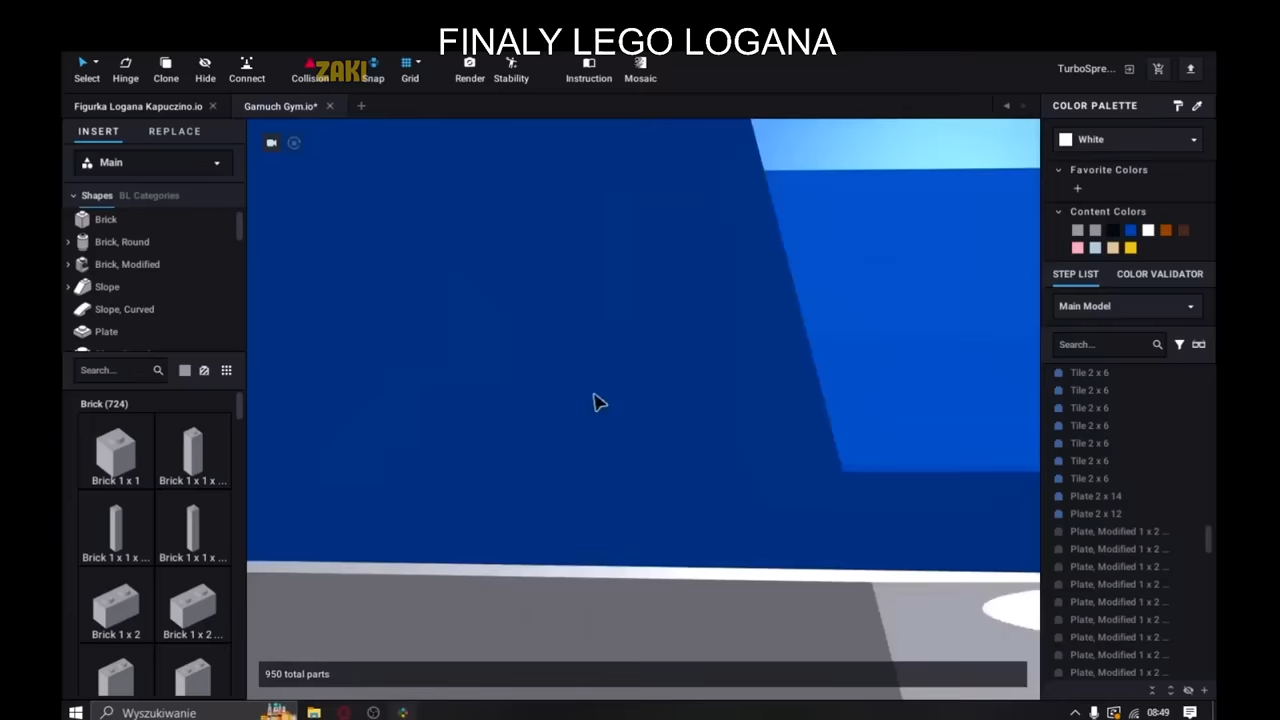 FINALY LEGO LOGANA
ZAKI
Select Hinge Clone Hide Connect Collision Snap Grid Render Stability Instruction Mosaic
TurboSpre...
Figurka Logana Kapuczino.io
Garnuch Gym.io*
COLOR PALETTE
INSERT REPLACE
Main
White
Shapes BL Categories
Favorite Colors
Brick
Brick, Round
Brick, Modified
Slope
Slope, Curved
Plate
Content Colors
STEP LIST COLOR VALIDATOR
Main Model
Search...
Search...
Brick (724)
Brick 1 x 1
Brick 1 x 1 x ...
Brick 1 x 1 x ...
Brick 1 x 1 x ...
Brick 1 x 2
Brick 1 x 2 ...
Tile 2 x 6
Tile 2 x 6
Tile 2 x 6
Tile 2 x 6
Tile 2 x 6
Tile 2 x 6
Tile 2 x 6
Plate 2 x 14
Plate 2 x 12
Plate, Modified 1 x 2 ...
Plate, Modified 1 x 2 ...
Plate, Modified 1 x 2 ...
Plate, Modified 1 x 2 ...
Plate, Modified 1 x 2 ...
Plate, Modified 1 x 2 ...
Plate, Modified 1 x 2 ...
Plate, Modified 1 x 2 ...
Plate, Modified 1 x 2 ...
950 total parts
Wyszukiwanie
08:49